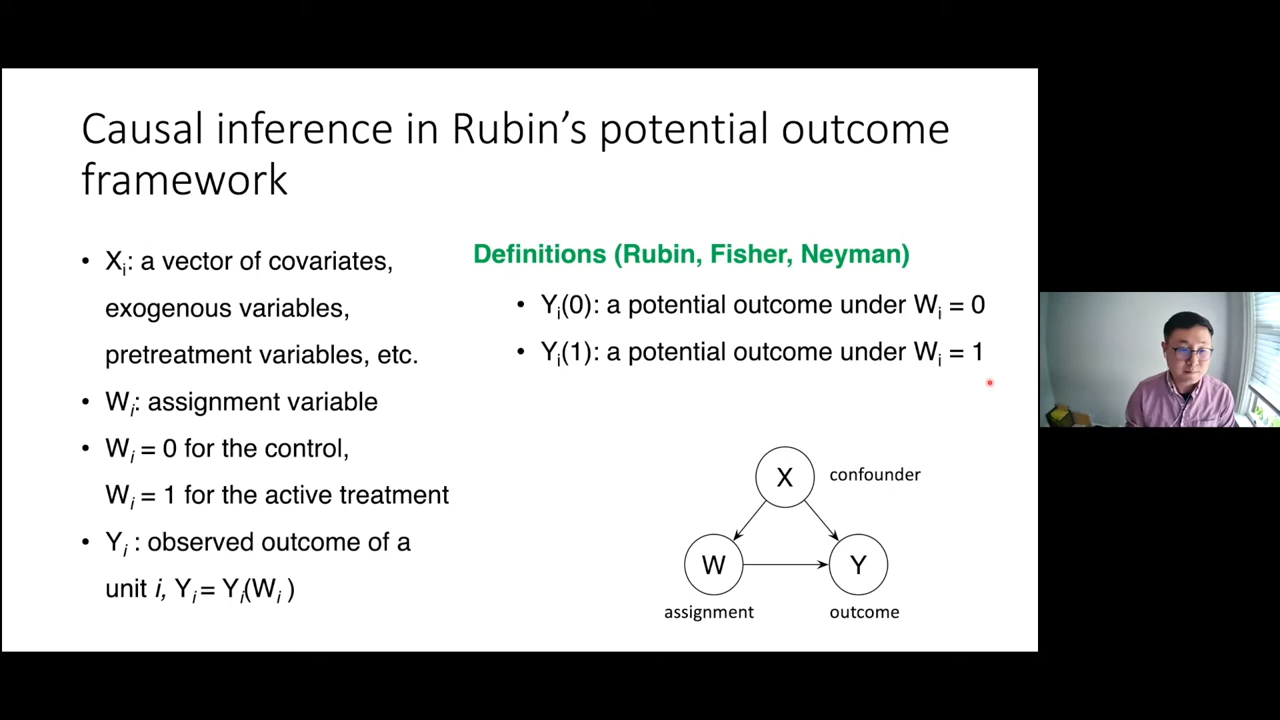 Causal inference in Rubin’s potential outcome
framework
• Xi: a vector of covariates,
exogenous variables,
pretreatment variables, etc.
• Wi: assignment variable
• Wi = 0 for the control,
Wi = 1 for the active treatment
• Yi : observed outcome of a
unit i, Yi = Yi(Wi )
Definitions (Rubin, Fisher, Neyman)
• Yi(0): a potential outcome under Wi = 0
• Yi(1): a potential outcome under Wi = 1
X confounder
W Y
assignment outcome